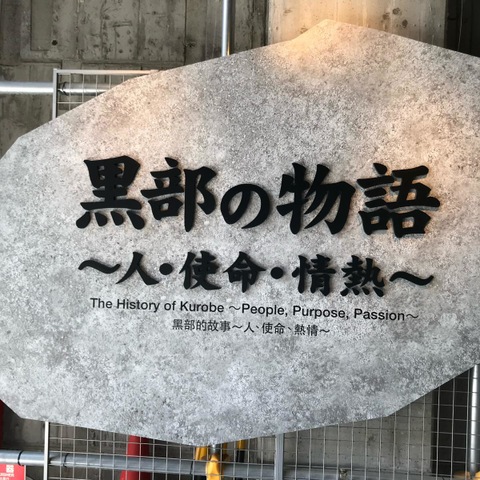 黒部の物語
～人・使命・情熱～
The History of Kurobe ～People, Purpose, Passion～
黑部的故事～人、使命、熱情～